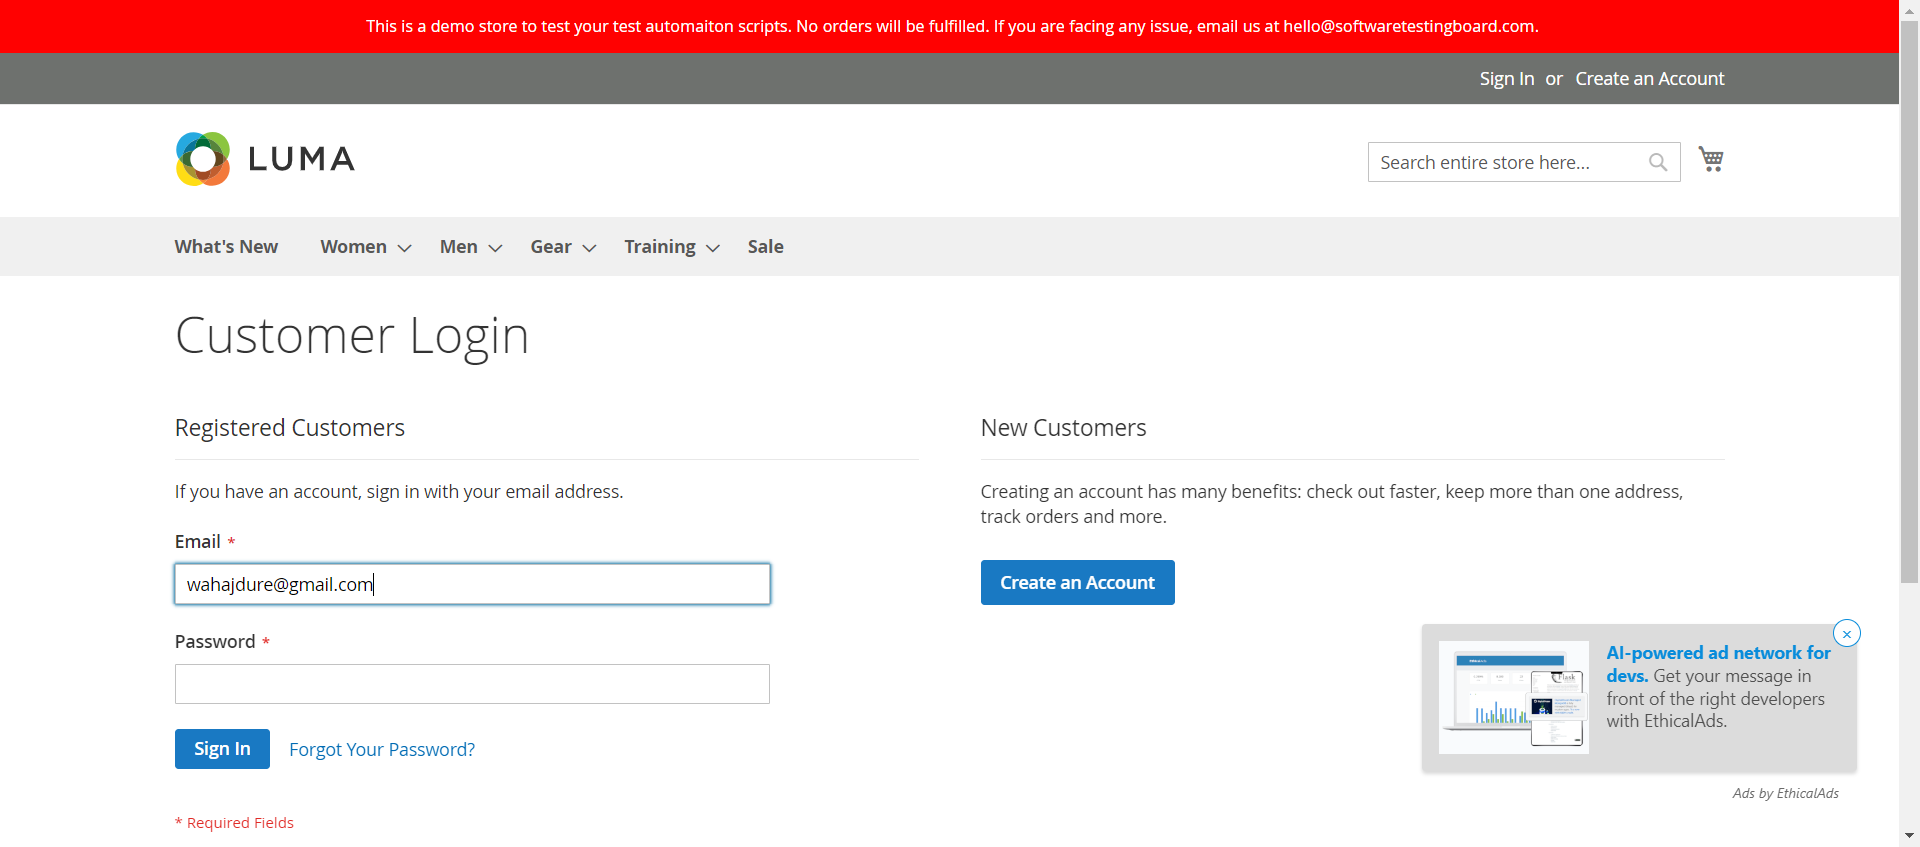 This is a demo store to test your test automaiton scripts. No orders will be fulfilled. If you are facing any issue, email us at hello@softwaretestingboard.com.
Sign In or Create an Account
LUMA
Search entire store here...
What's New Women Men Gear Training Sale
Customer Login
Registered Customers
If you have an account, sign in with your email address.
Email *
wahajdure@gmail.com
Password *
Sign In Forgot Your Password?
* Required Fields
New Customers
Creating an account has many benefits: check out faster, keep more than one address,
track orders and more.
Create an Account
×
AI-powered ad network for
devs. Get your message in
front of the right developers
with EthicalAds.
Flask
Ads by EthicalAds